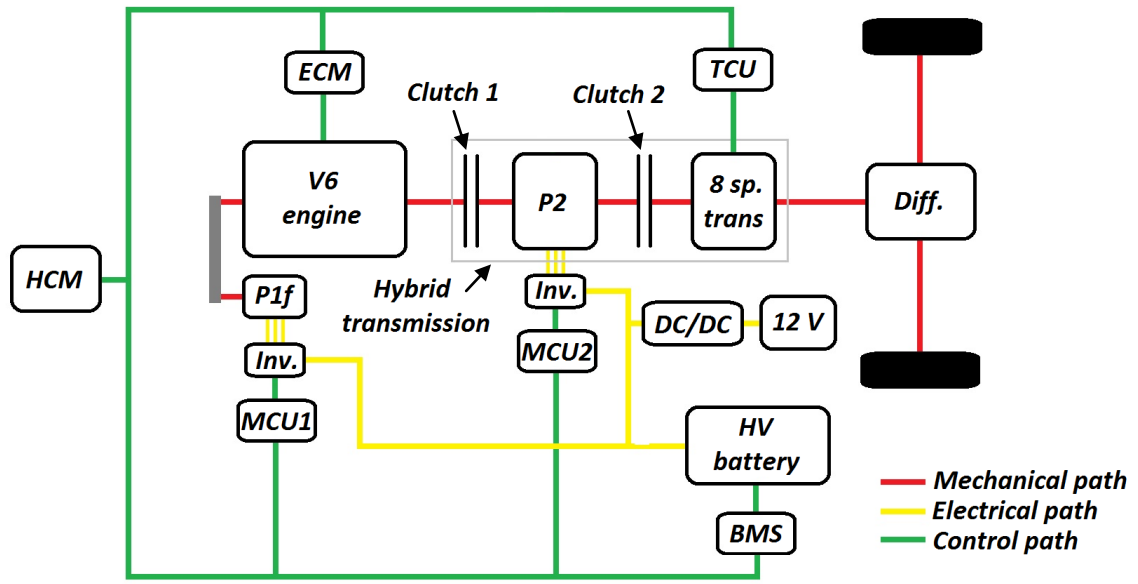 ECM
TCU
Clutch 1
Clutch 2
V6
engine
P2
8 sp.
trans
Diff.
HCM
P1f
Hybrid
transmission
Inv.
DC/DC
12 V
Inv.
MCU2
MCU1
HV
battery
BMS
Mechanical path
Electrical path
Control path